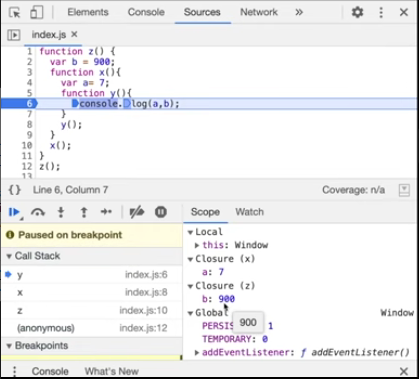 Elements Console Sources Network »
index.js ×
1 function z() {
2 var b = 900;
3 function x(){
4 var a= 7;
5 function y(){
6 console.log(a,b);
7 }
8 y();
9 }
10 x();
11 }
12 z();
{} Line 6, Column 7 Coverage: n/a
Scope Watch
Paused on breakpoint
Call Stack
y index.js:6
x index.js:8
z index.js:10
(anonymous) index.js:12
Breakpoints
Local
this: Window
Closure (x)
a: 7
Closure (z)
b: 900
900
Global Window
PERSIS 1
TEMPORARY: 0
addEventListener: ƒ addEventListener()
Console What's New